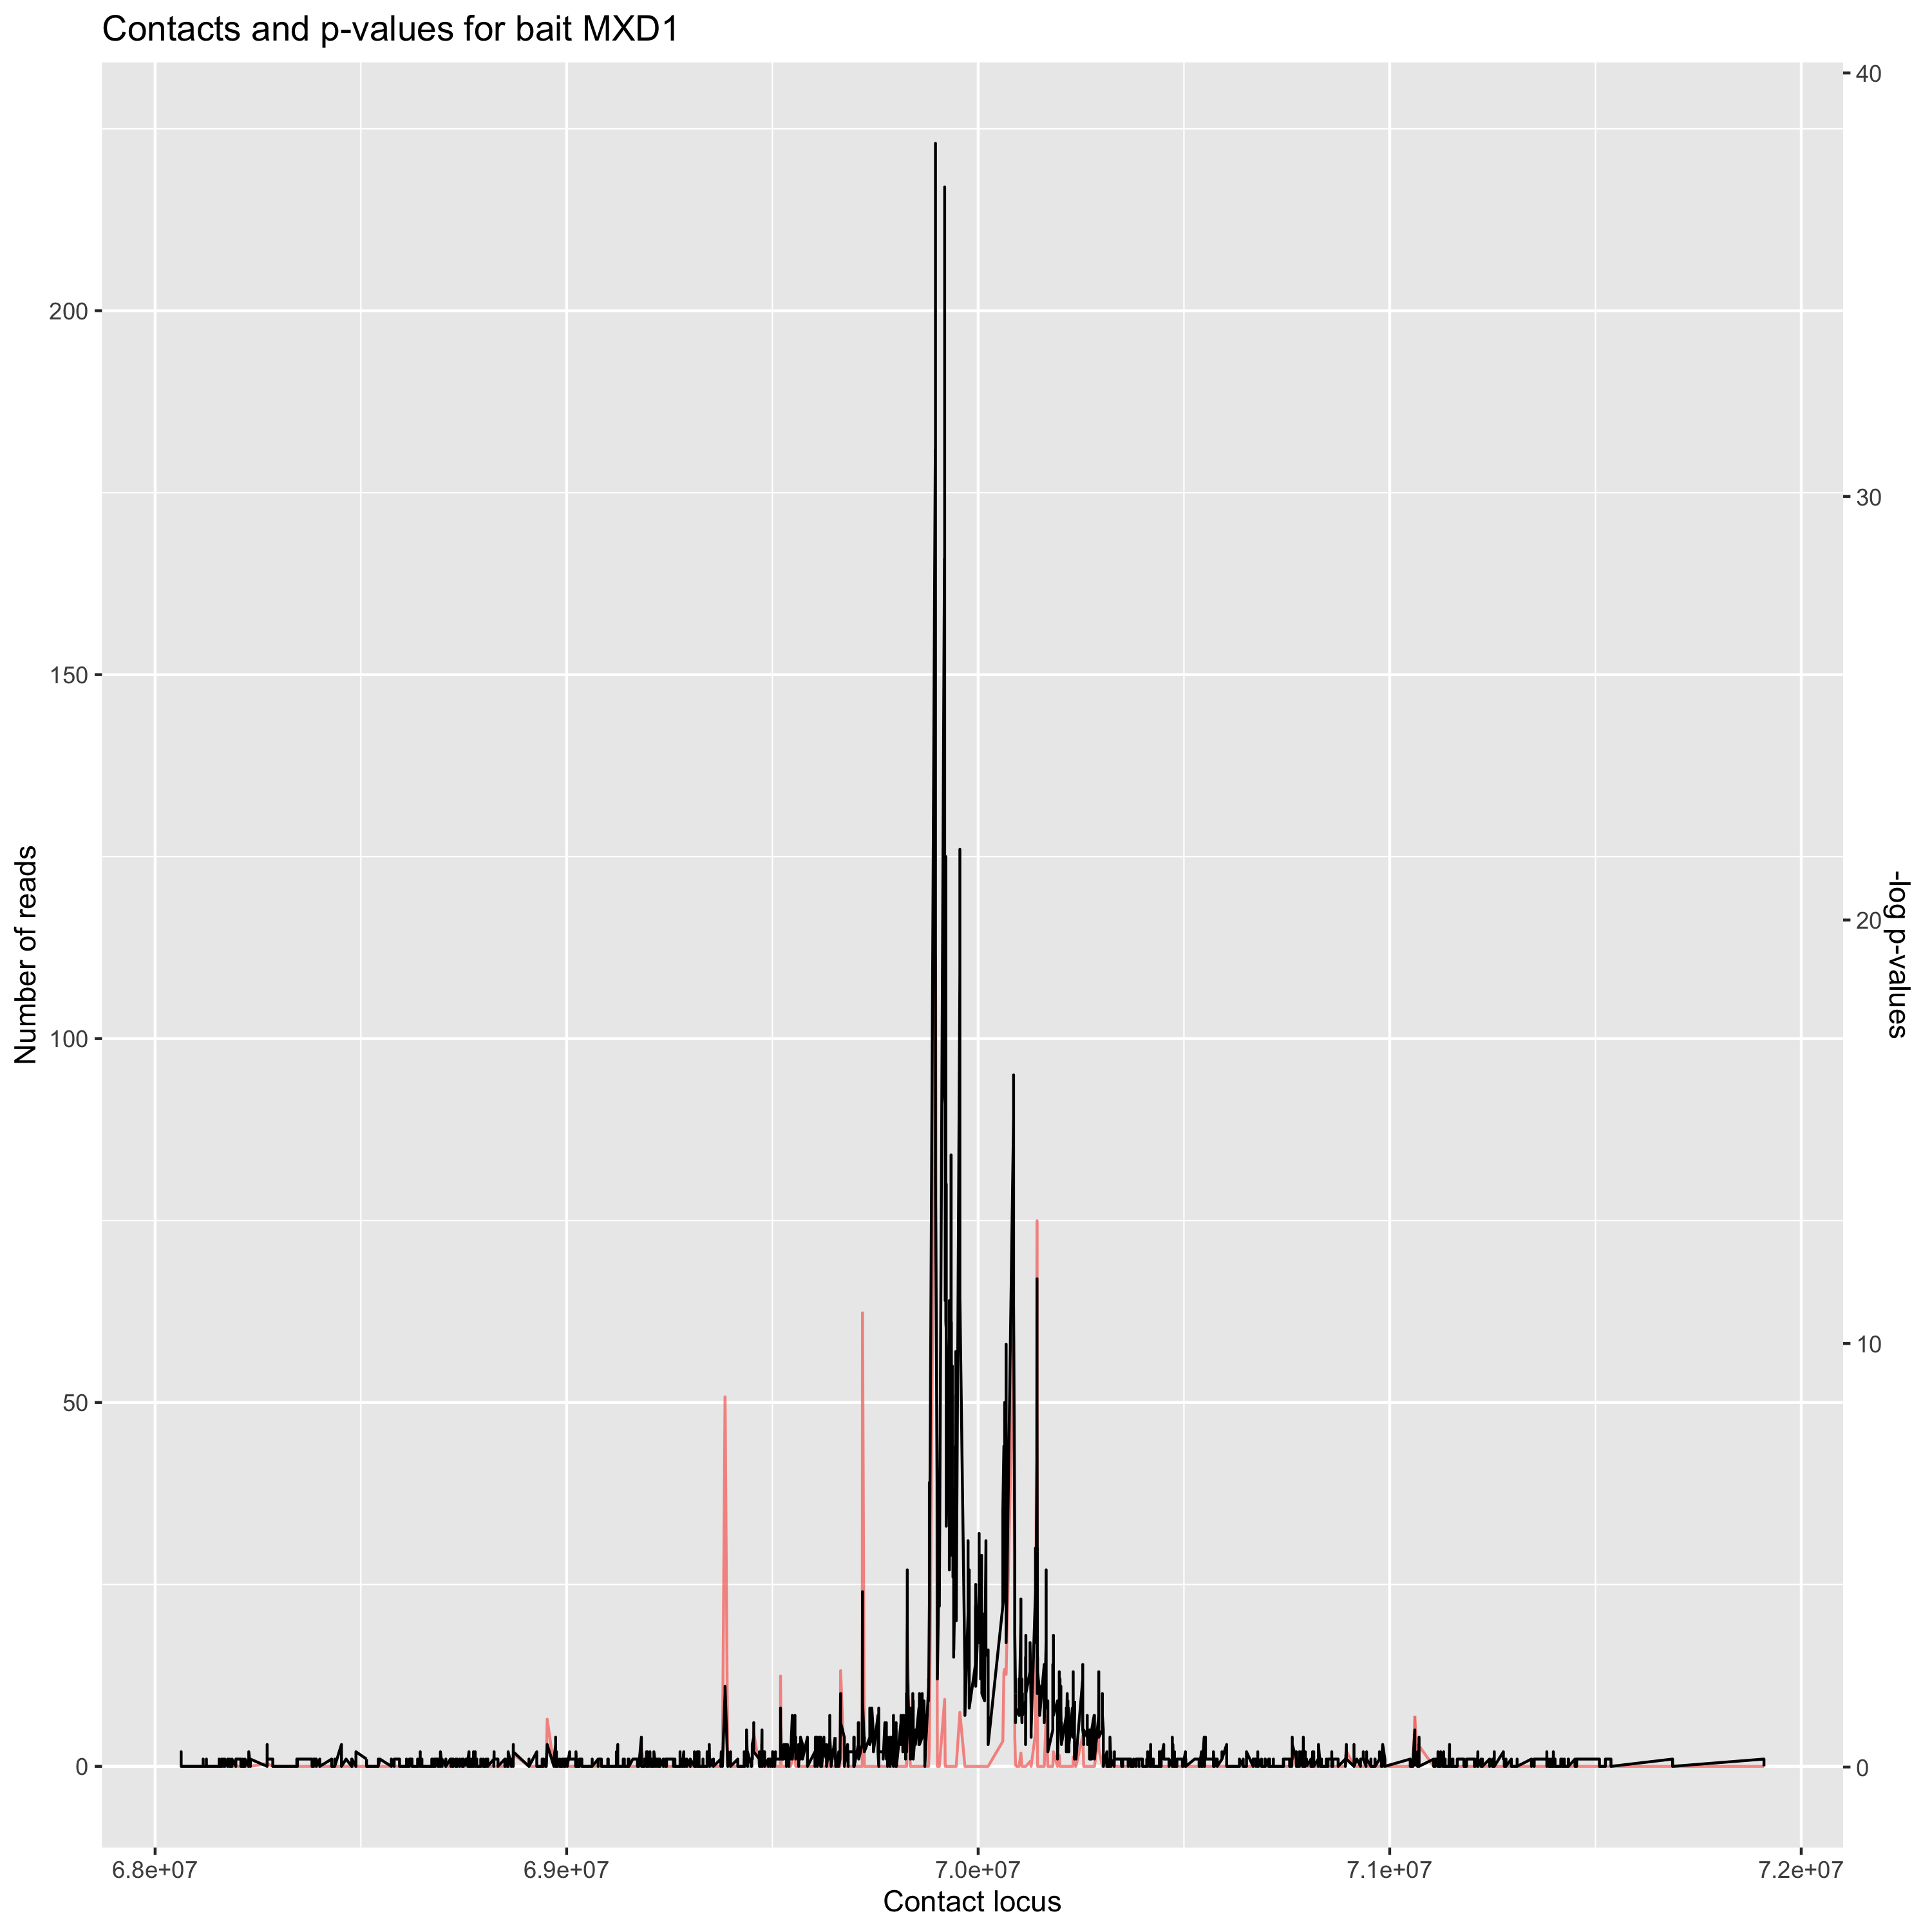 Contacts and p-values for bait MXD1
Number of reads
200
150
100
50
0
40
30
20
10
0
-log p-values
6.8e+07
6.9e+07
7.0e+07
7.1e+07
7.2e+07
Contact locus